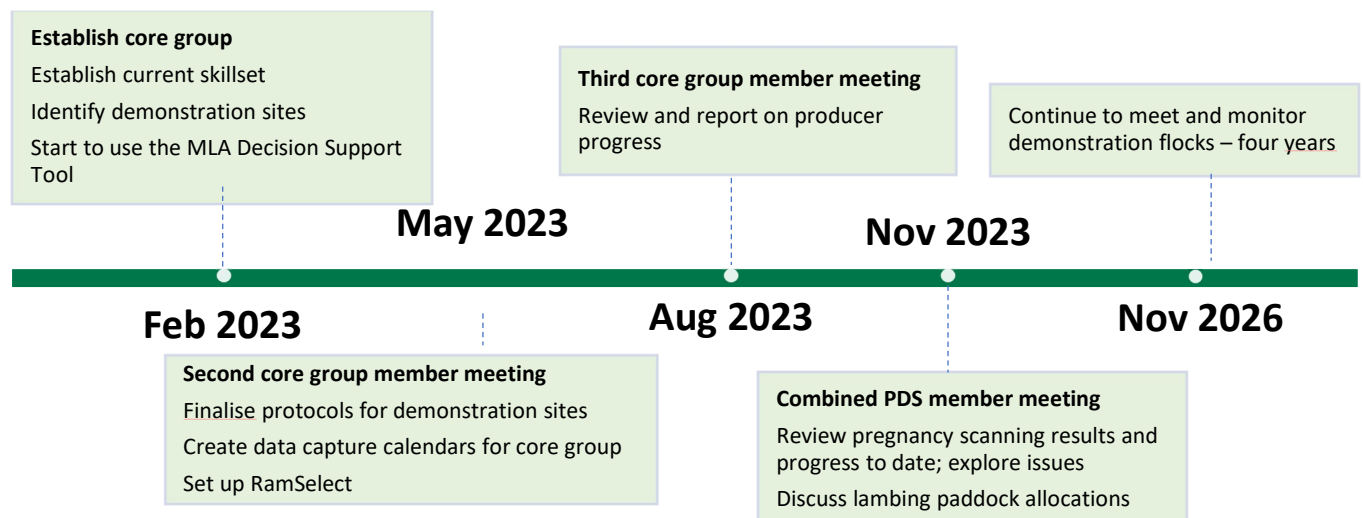 Establish core group
Establish current skillset
Identify demonstration sites
Start to use the MLA Decision Support
Tool
Third core group member meeting
Review and report on producer
progress
Continue to meet and monitor
demonstration flocks – four years
May 2023
Nov 2023
Feb 2023
Aug 2023
Nov 2026
Second core group member meeting
Finalise protocols for demonstration sites
Create data capture calendars for core group
Set up RamSelect
Combined PDS member meeting
Review pregnancy scanning results and
progress to date; explore issues
Discuss lambing paddock allocations